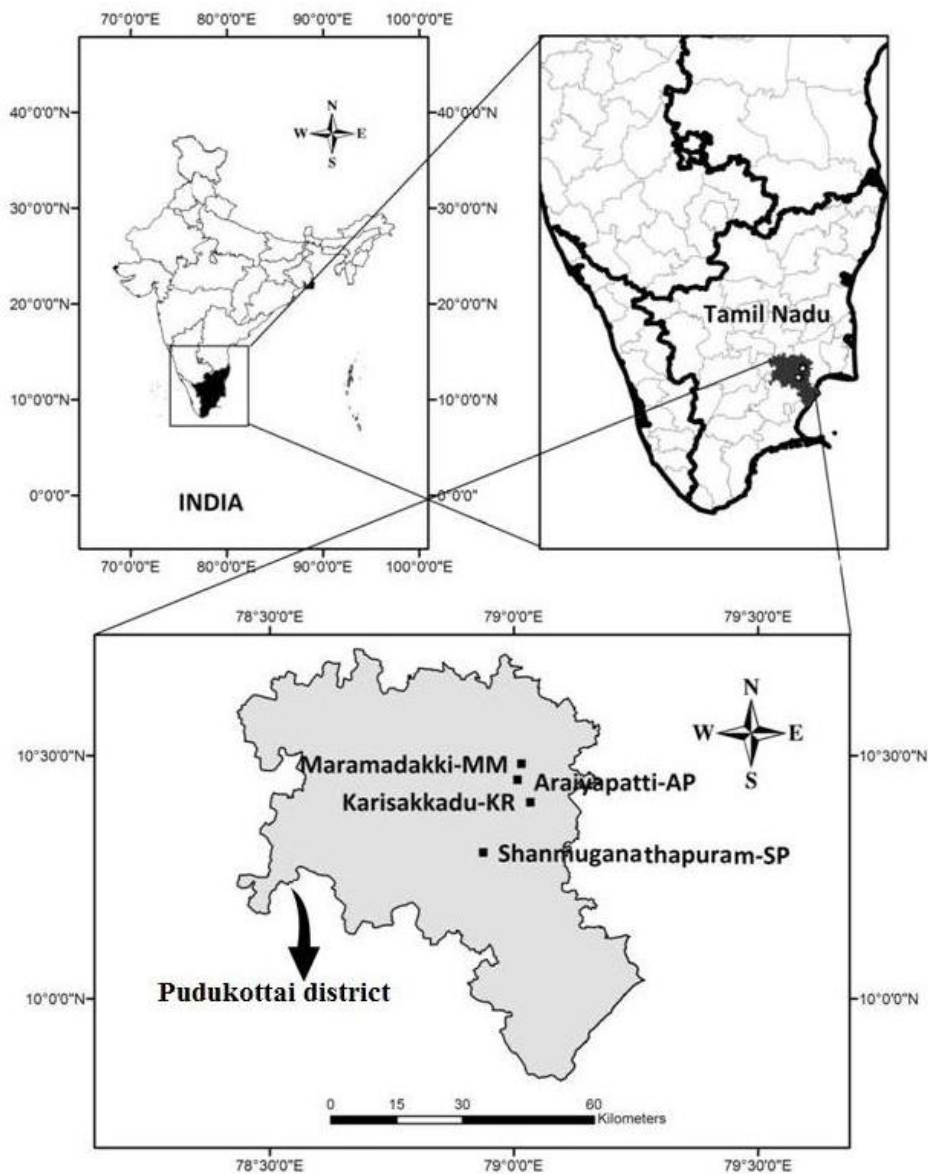 70°0'0"E 80°0'0"E 90°0'0"E 100°0'0"E
40°0'0"N 40°0'0"N
30°0'0"N 30°0'0"N
20°0'0"N 20°0'0"N
10°0'0"N 10°0'0"N
0°0'0" 0°0'0"
N
W E
S
INDIA
70°0'0"E 80°0'0"E 90°0'0"E 100°0'0"E
Tamil Nadu
78°30'0"E 79°0'0"E 79°30'0"E
10°30'0"N 10°30'0"N
N
W E
S
Maramadakki-MM
Araiyapatti-AP
Karisakkadu-KR
Shanmuganathapuram-SP
Pudukottai district
10°0'0"N 10°0'0"N
0 15 30 60
Kilometers
78°30'0"E 79°0'0"E 79°30'0"E